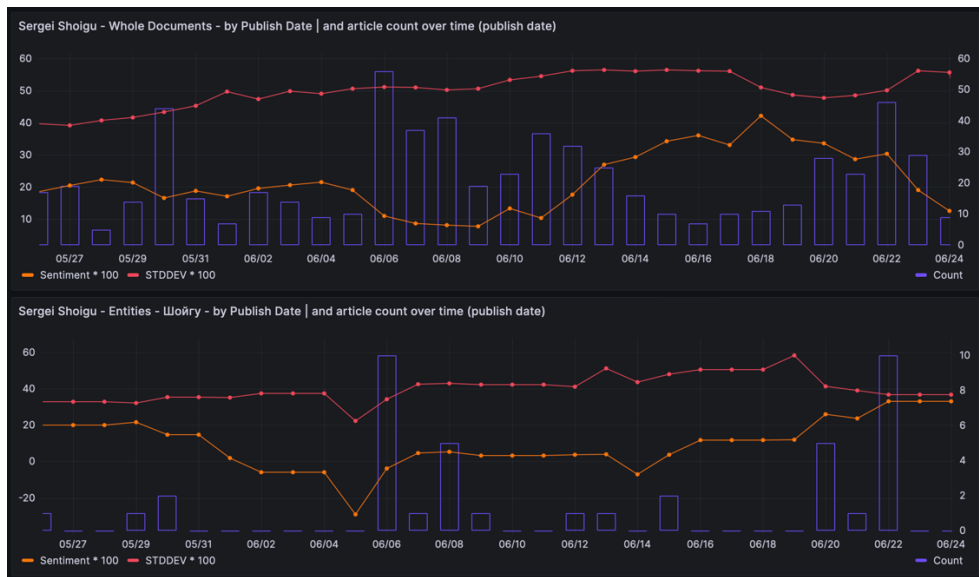 Sergei Shoigu - Whole Documents - by Publish Date | and article count over time (publish date)
60 60
50 50
40 40
30 30
20 20
10 10
0
05/27 05/29 05/31 06/02 06/04 06/06 06/08 06/10 06/12 06/14 06/16 06/18 06/20 06/22 06/24
Sentiment * 100 STDDEV * 100 Count
Sergei Shoigu - Entities - Шойгу - by Publish Date | and article count over time (publish date)
60 10
40 8
20 6
0 4
-20 2
0
05/27 05/29 05/31 06/02 06/04 06/06 06/08 06/10 06/12 06/14 06/16 06/18 06/20 06/22 06/24
Sentiment * 100 STDDEV * 100 Count